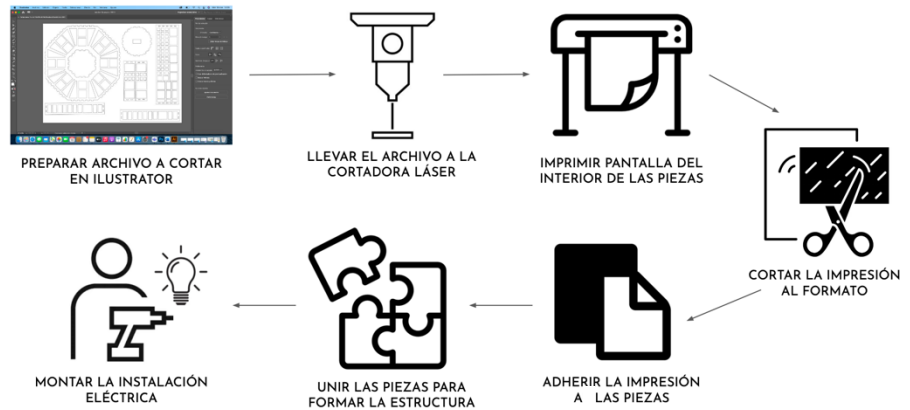 PREPARAR ARCHIVO A CORTAR
EN ILUSTRATOR
LLEVAR EL ARCHIVO A LA
CORTADORA LÁSER
IMPRIMIR PANTALLA DEL
INTERIOR DE LAS PIEZAS
CORTAR LA IMPRESIÓN
AL FORMATO
ADHERIR LA IMPRESIÓN
A LAS PIEZAS
UNIR LAS PIEZAS PARA
FORMAR LA ESTRUCTURA
MONTAR LA INSTALACIÓN
ELÉCTRICA